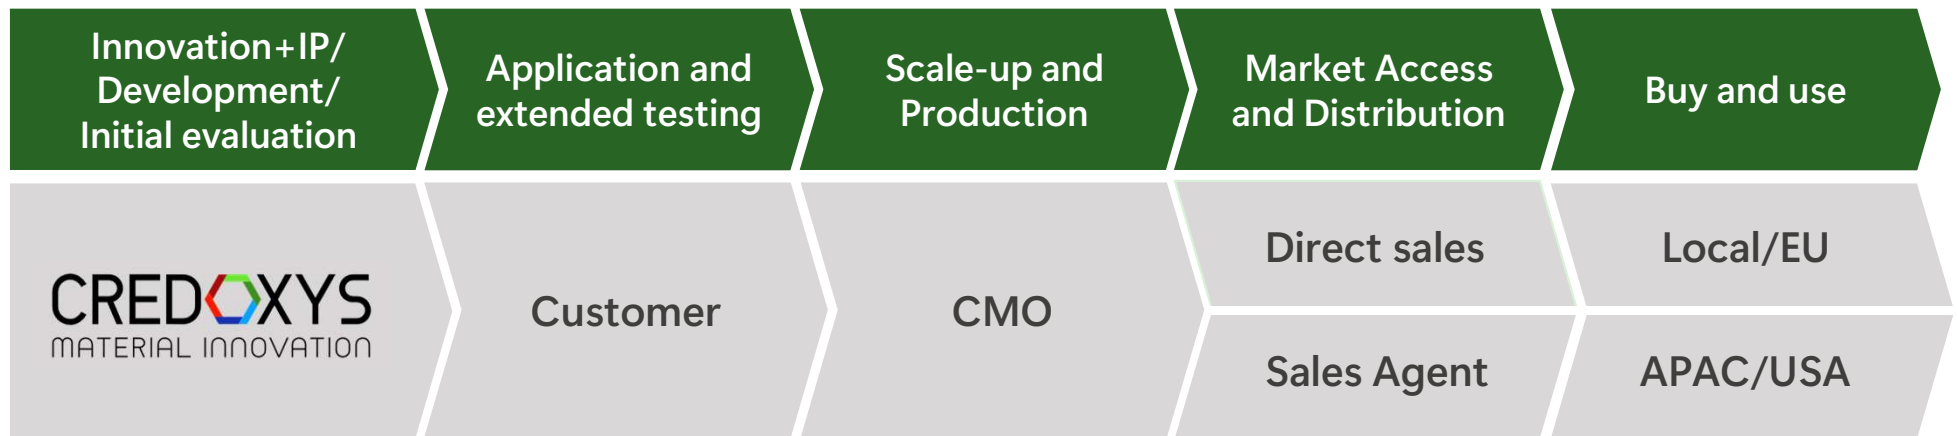 Innovation+IP/
Development/
Initial evaluation
Application and
extended testing
Scale-up and
Production
Market Access
and Distribution
Buy and use
CREDOXYS
MATERIAL INNOVATION
Customer
CMO
Direct sales
Sales Agent
Local/EU
APAC/USA